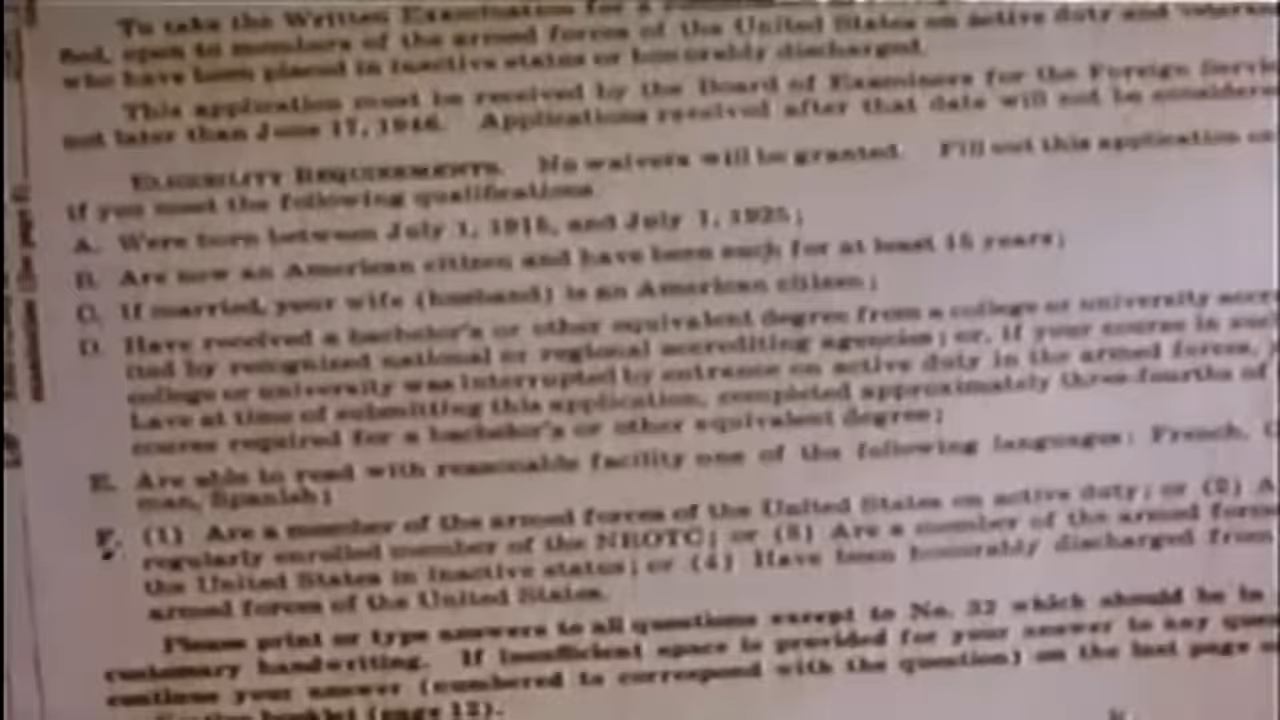 To take the Written Examination for a
fied, open to members of the armed forces of the United States on active duty and veterans
who have been placed in inactive status or honorably discharged.
This application must be received by the Board of Examiners for the Foreign Servic
not later than June 17, 1946. Applications received after that date will not be considere
ELIGIBILITY REQUIREMENTS. No waivers will be granted. Fill out this application on
if you meet the following qualifications
A. Were born between July 1, 1915, and July 1, 1925;
B. Are now an American citizen and have been such for at least 15 years;
C. If married, your wife (husband) is an American citizen;
D. Have received a bachelor's or other equivalent degree from a college or university accre
ited by recognized national or regional accrediting agencies; or, if your course in suc
college or university was interrupted by entrance on active duty in the armed forces,
have at time of submitting this application, completed approximately three-fourths of
course required for a bachelor's or other equivalent degree;
E. Are able to read with reasonable facility one of the following languages: French, G
man, Spanish;
F. (1) Are a member of the armed forces of the United States on active duty; or (2) A
regularly enrolled member of the NROTC; or (3) Are a member of the armed force
the United States in inactive status; or (4) Have been honorably discharged from
armed forces of the United States.
Please print or type answers to all questions except to No. 32 which should be in
customary handwriting. If insufficient space is provided for your answer to any ques
continue your answer (numbered to correspond with the question) on the last page o
booklet (page 12).